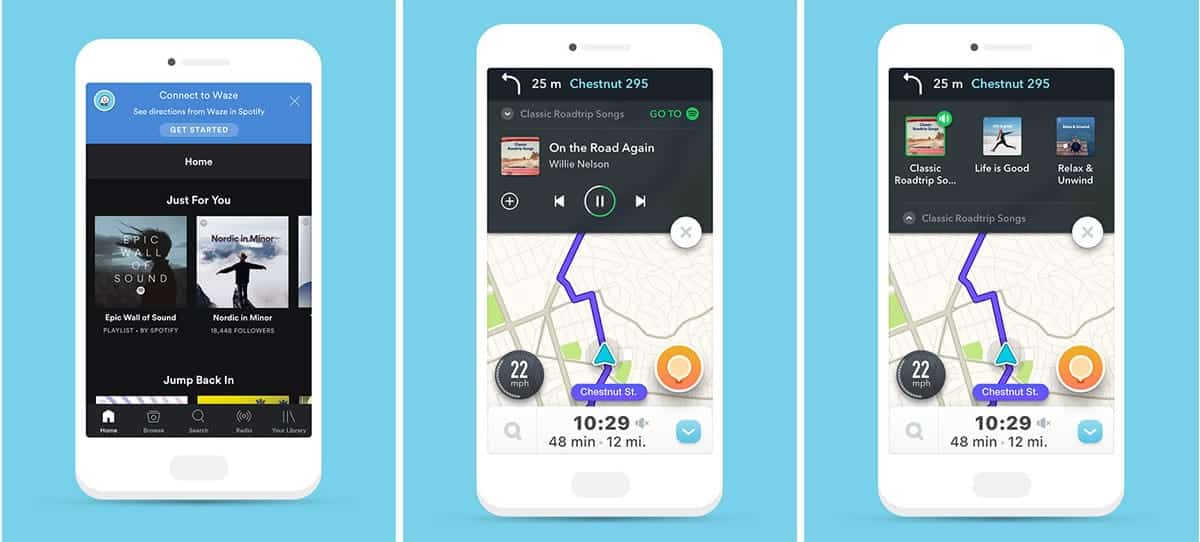 Connect to Waze
See directions from Waze in Spotify
GET STARTED
Home
Just For You
EPIC
WALL
OF
SOUND
Nordic in Minor
Epic Wall of Sound
PLAYLIST • BY SPOTIFY
Nordic in Minor
18,448 FOLLOWERS
Jump Back In
Home Browse Search Radio Your Library
25 m Chestnut 295
Classic Roadtrip Songs GO TO
Classic
Roadtrip Songs
On the Road Again
Willie Nelson
22
mph
Chestnut St.
10:29
48 min · 12 mi.
25 m Chestnut 295
Classic
Roadtrip Songs
Life is Good
Relax & Unwind
Classic
Roadtrip So...
Life is Good
Relax &
Unwind
Classic Roadtrip Songs
22
mph
Chestnut St.
10:29
48 min · 12 mi.